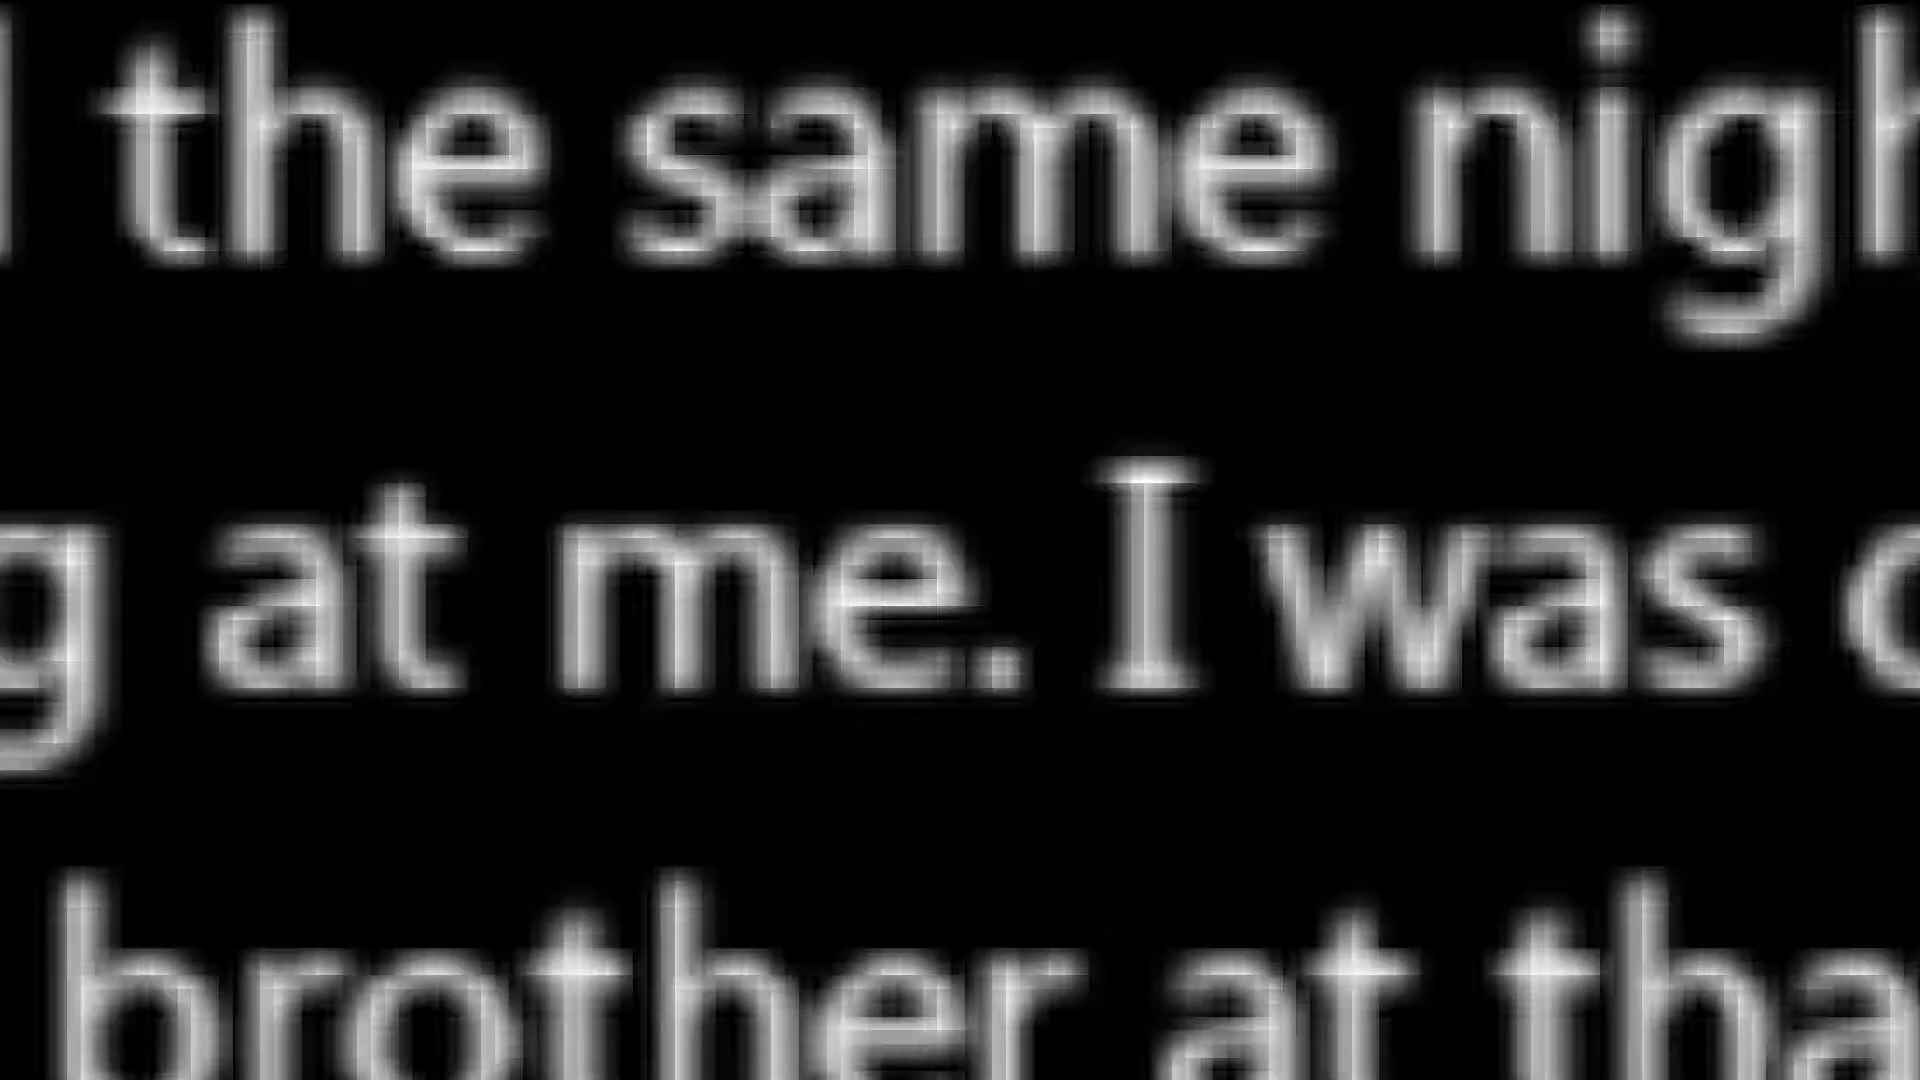 the same nigh
g at me. I was
brother at tha